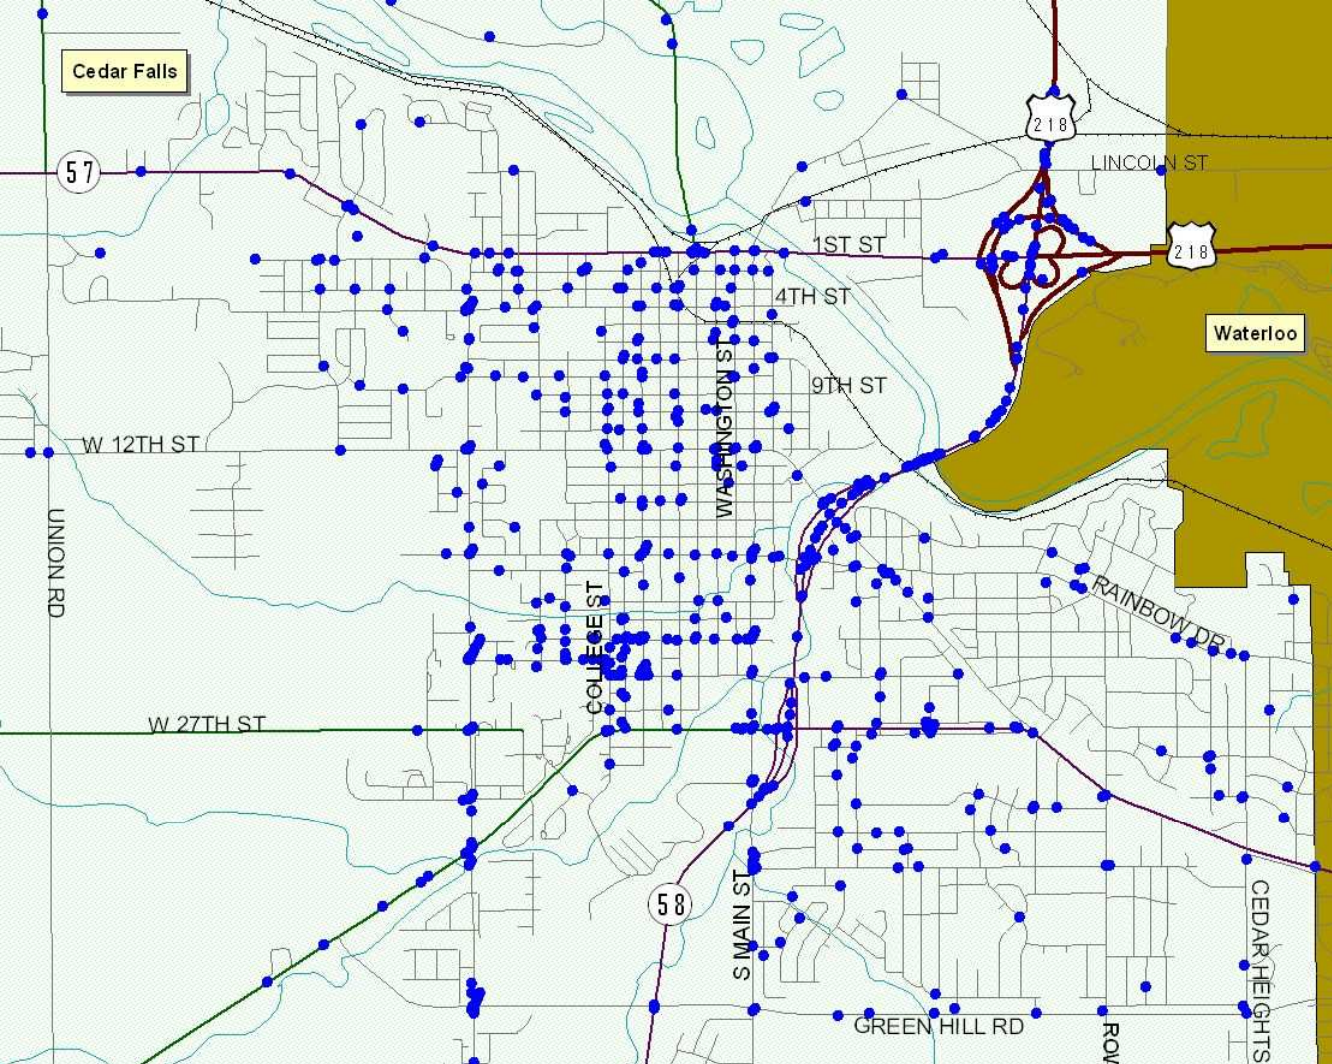 Cedar Falls
218
57
LINCOLN ST
1ST ST
218
4TH ST
Waterloo
WASHINGTON ST
9TH ST
W 12TH ST
UNION RD
COLLEGE ST
RAINBOW DR
W 27TH ST
58
S MAIN ST
CEDAR HEIGHTS
GREEN HILL RD
ROW